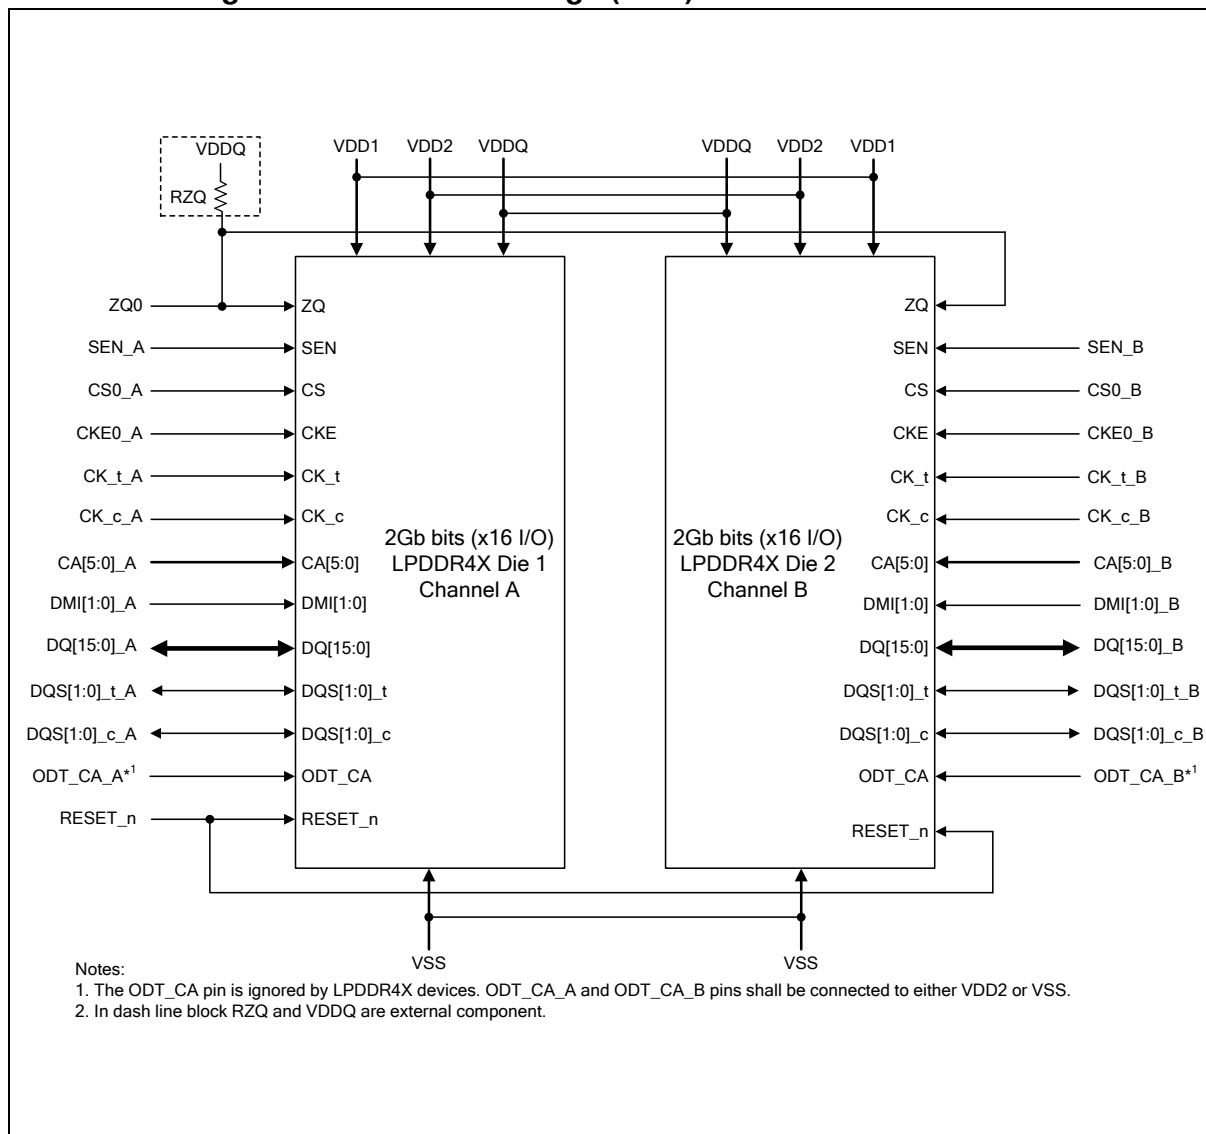 VDDQ
RZQ
VDD1 VDD2 VDDQ VDDQ VDD2 VDD1
ZQ0 ZQ ZQ
SEN_A SEN SEN SEN_B
CS0_A CS CS CS0_B
CKE0_A CKE CKE CKE0_B
CK_t_A CK_t CK_t CK_t_B
CK_c_A CK_c CK_c CK_c_B
2Gb bits (x16 I/O)
LPDDR4X Die 1
Channel A
2Gb bits (x16 I/O)
LPDDR4X Die 2
Channel B
CA[5:0]_A CA[5:0] CA[5:0] CA[5:0]_B
DMI[1:0]_A DMI[1:0] DMI[1:0] DMI[1:0]_B
DQ[15:0]_A DQ[15:0] DQ[15:0] DQ[15:0]_B
DQS[1:0]_t_A DQS[1:0]_t DQS[1:0]_t DQS[1:0]_t_B
DQS[1:0]_c_A DQS[1:0]_c DQS[1:0]_c DQS[1:0]_c_B
ODT_CA_A*1 ODT_CA ODT_CA ODT_CA_B*1
RESET_n RESET_n RESET_n
VSS VSS
Notes:
1. The ODT_CA pin is ignored by LPDDR4X devices. ODT_CA_A and ODT_CA_B pins shall be connected to either VDD2 or VSS.
2. In dash line block RZQ and VDDQ are external component.